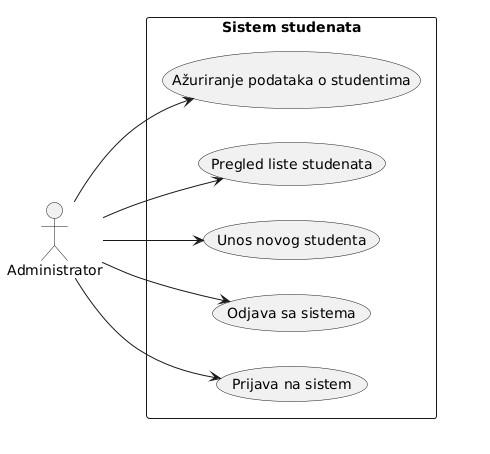 Sistem studenata
Ažuriranje podataka o studentima
Pregled liste studenata
Unos novog studenta
Administrator
Odjava sa sistema
Prijava na sistem